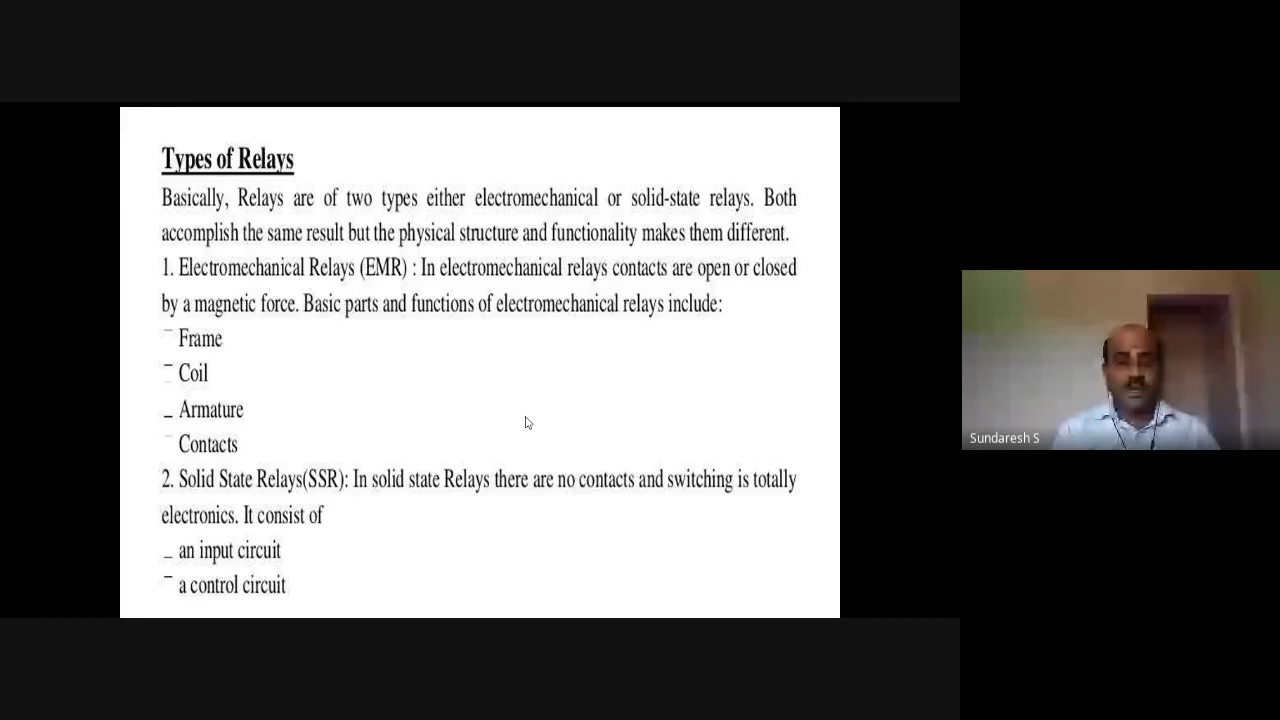 Types of Relays
Basically, Relays are of two types either electromechanical or solid-state relays. Both
accomplish the same result but the physical structure and functionality makes them different.
1. Electromechanical Relays (EMR) : In electromechanical relays contacts are open or closed
by a magnetic force. Basic parts and functions of electromechanical relays include:
Frame
Coil
Armature
Contacts
2. Solid State Relays(SSR): In solid state Relays there are no contacts and switching is totally
electronics. It consist of
an input circuit
a control circuit
Sundaresh S